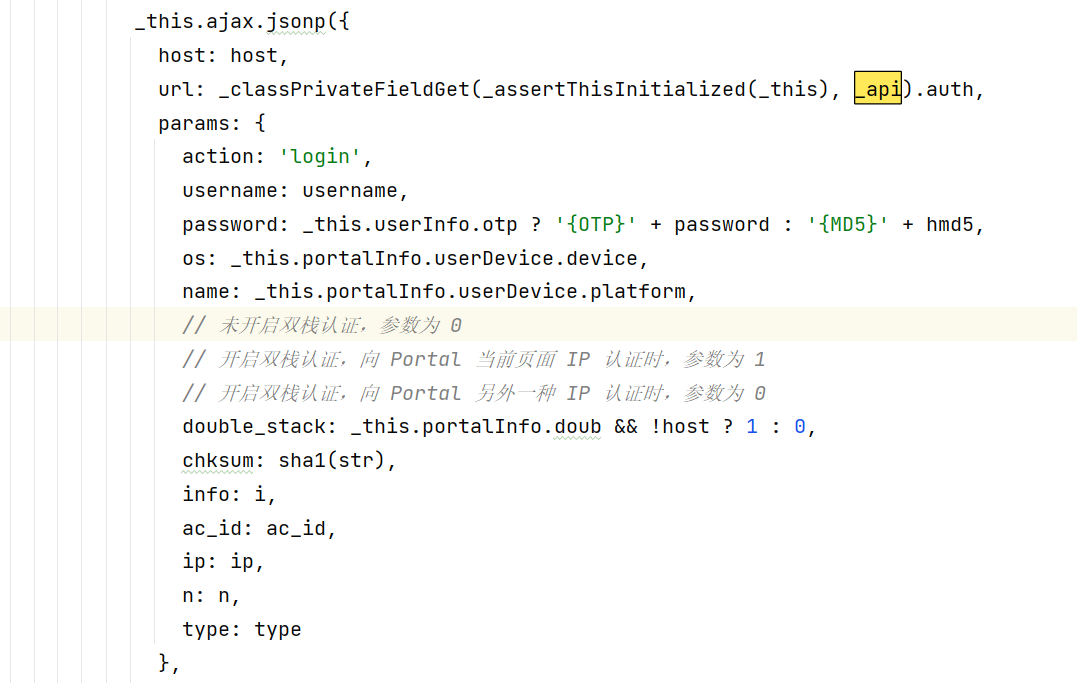 _this.ajax.jsonp({
host: host,
url: _classPrivateFieldGet(_assertThisInitialized(_this), _api).auth,
params: {
action: 'login',
username: username,
password: _this.userInfo.otp ? '{OTP}' + password : '{MD5}' + hmd5,
os: _this.portalInfo.userDevice.device,
name: _this.portalInfo.userDevice.platform,
// 未开启双栈认证，参数为 0
// 开启双栈认证，向 Portal 当前页面 IP 认证时，参数为 1
// 开启双栈认证，向 Portal 另外一种 IP 认证时，参数为 0
double_stack: _this.portalInfo.doub && !host ? 1 : 0,
chksum: sha1(str),
info: i,
ac_id: ac_id,
ip: ip,
n: n,
type: type
},